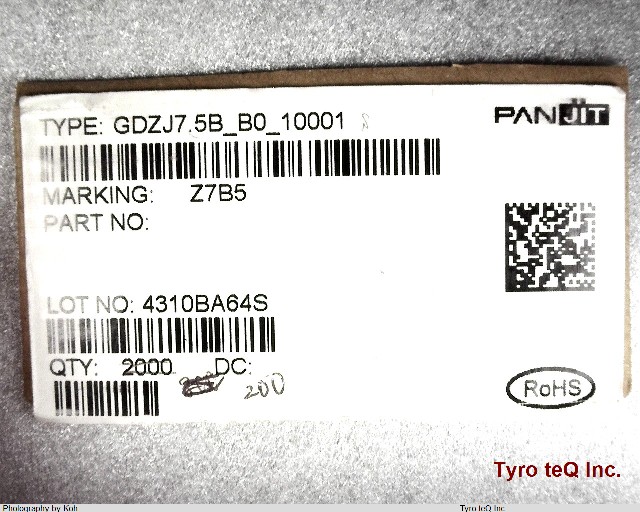 TYPE: GDZJ7.5B_B0_10001
PANJIT
MARKING: Z7B5
PART NO:
LOT NO: 4310BA64S
QTY: 2000 DC:
200
RoHS
Tyro teQ Inc.
Photography by Koh
Tyro teQ Inc